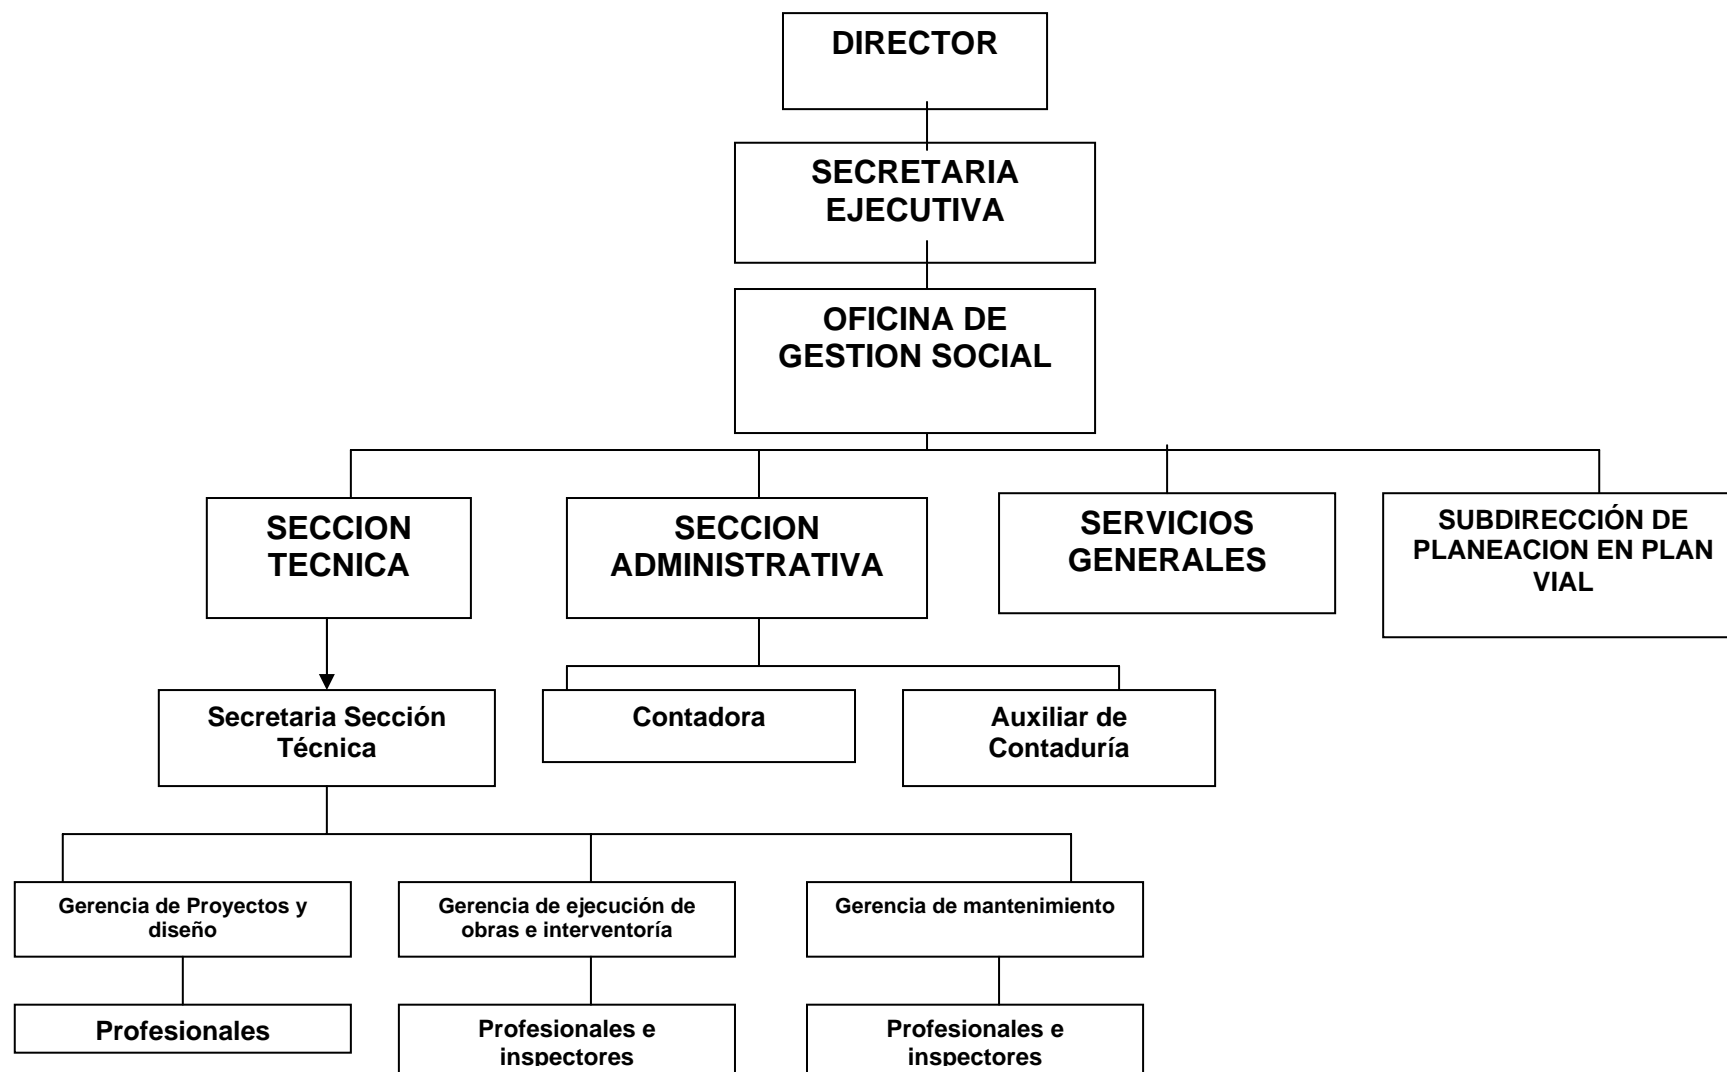 DIRECTOR
SECRETARIA
EJECUTIVA
OFICINA DE
GESTION SOCIAL
SECCION
TECNICA
SECCION
ADMINISTRATIVA
SERVICIOS
GENERALES
SUBDIRECCIÓN DE
PLANEACION EN PLAN
VIAL
Secretaria Sección
Técnica
Contadora
Auxiliar de
Contaduría
Gerencia de Proyectos y
diseño
Gerencia de ejecución de
obras e interventoría
Gerencia de mantenimiento
Profesionales
Profesionales e
inspectores
Profesionales e
inspectores